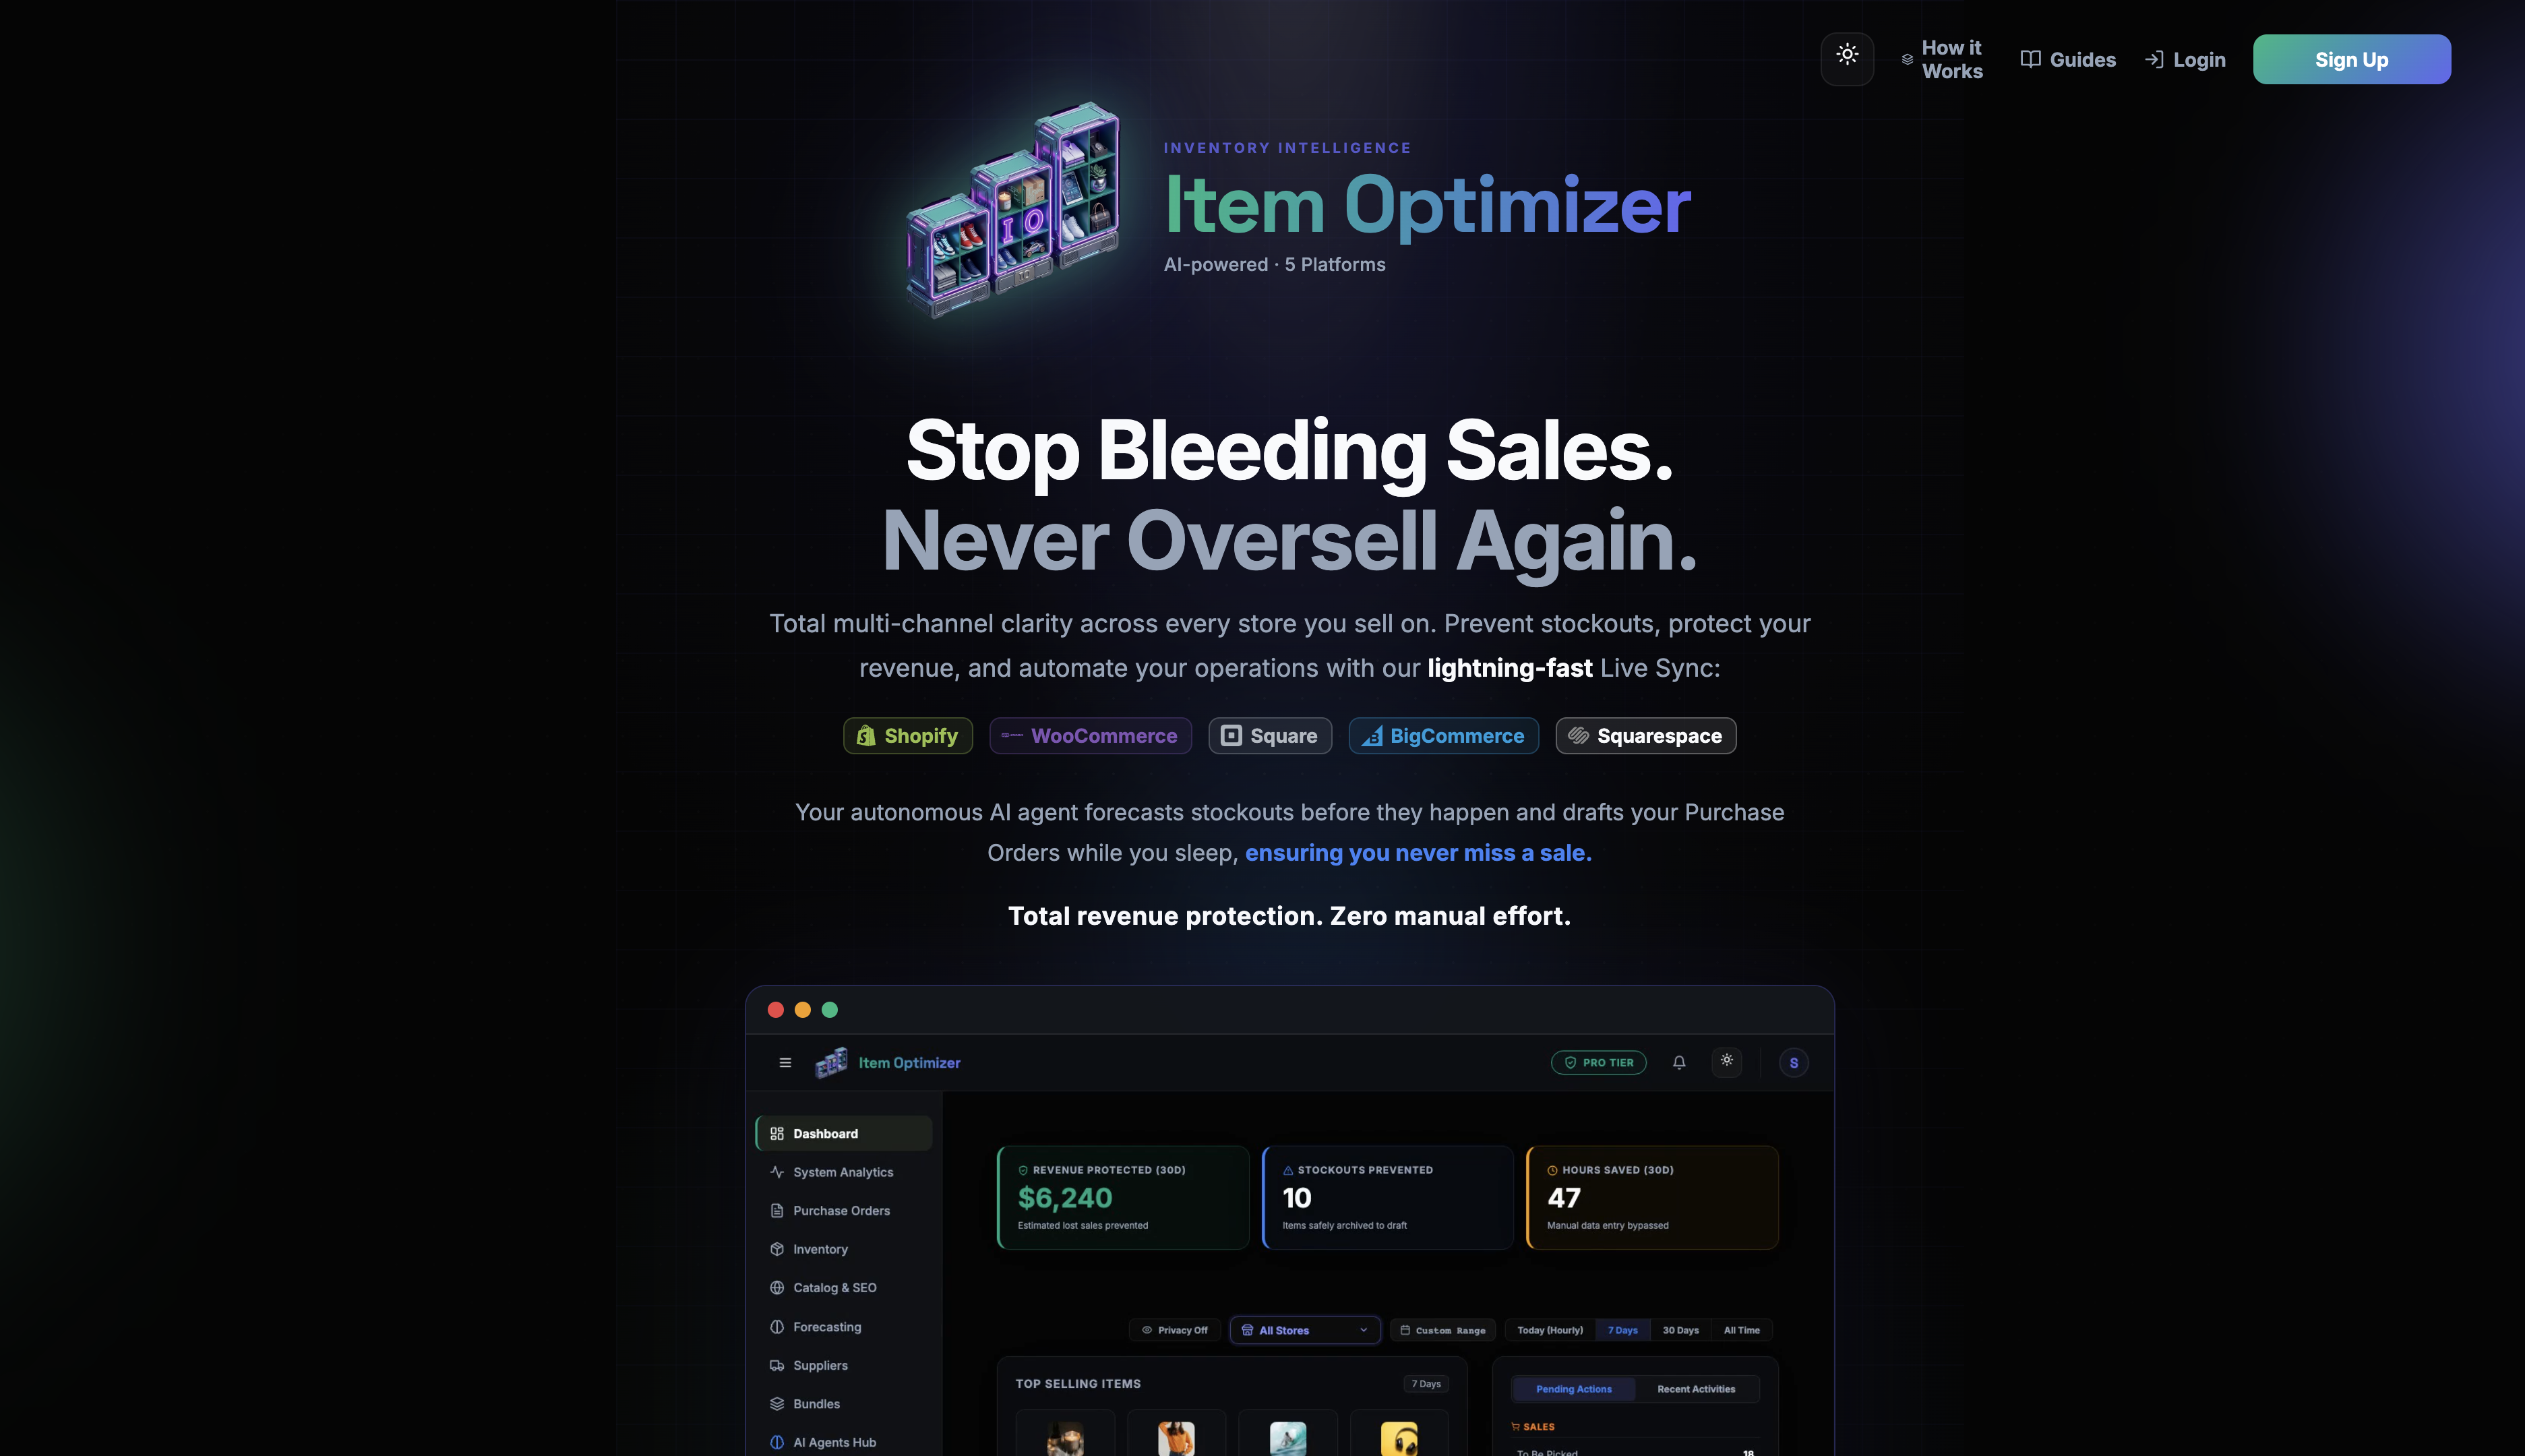 How it
Works
Guides
Login
Sign Up
IO
INVENTORY INTELLIGENCE
Item Optimizer
AI-powered · 5 Platforms
Stop Bleeding Sales.
Never Oversell Again.
Total multi-channel clarity across every store you sell on. Prevent stockouts, protect your
revenue, and automate your operations with our lightning-fast Live Sync:
Shopify
WooCommerce
Square
BigCommerce
Squarespace
Your autonomous AI agent forecasts stockouts before they happen and drafts your Purchase
Orders while you sleep, ensuring you never miss a sale.
Total revenue protection. Zero manual effort.
Item Optimizer
PRO TIER
S
Dashboard
System Analytics
Purchase Orders
Inventory
Catalog & SEO
Forecasting
Suppliers
Bundles
AI Agents Hub
REVENUE PROTECTED (30D)
$6,240
Estimated lost sales prevented
STOCKOUTS PREVENTED
10
Items safely archived to draft
HOURS SAVED (30D)
47
Manual data entry bypassed
Privacy Off
All Stores
Custom Range
Today (Hourly)
7 Days
30 Days
All Time
TOP SELLING ITEMS
7 Days
Pending Actions
Recent Activities
SALES
To Be Picked
18